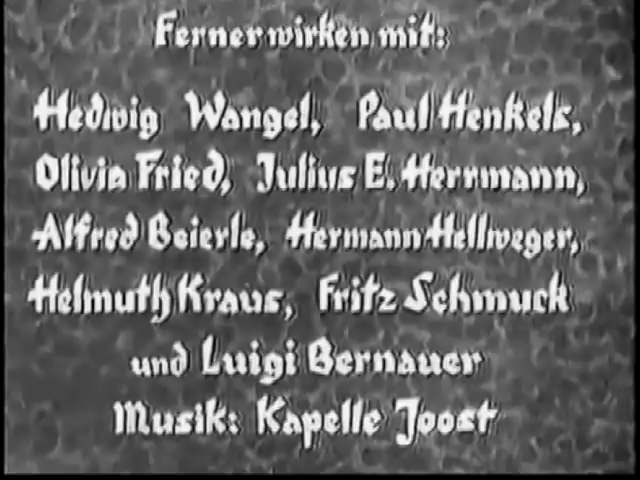 Ferner wirken mit:
Hedwig Wangel, Paul Henkels,
Olivia Fried, Julius E. Herrmann,
Alfred Beierle, Hermann Hellweger,
Helmuth Kraus, Fritz Schmuck
und Luigi Bernauer
Musik: Kapelle Joost